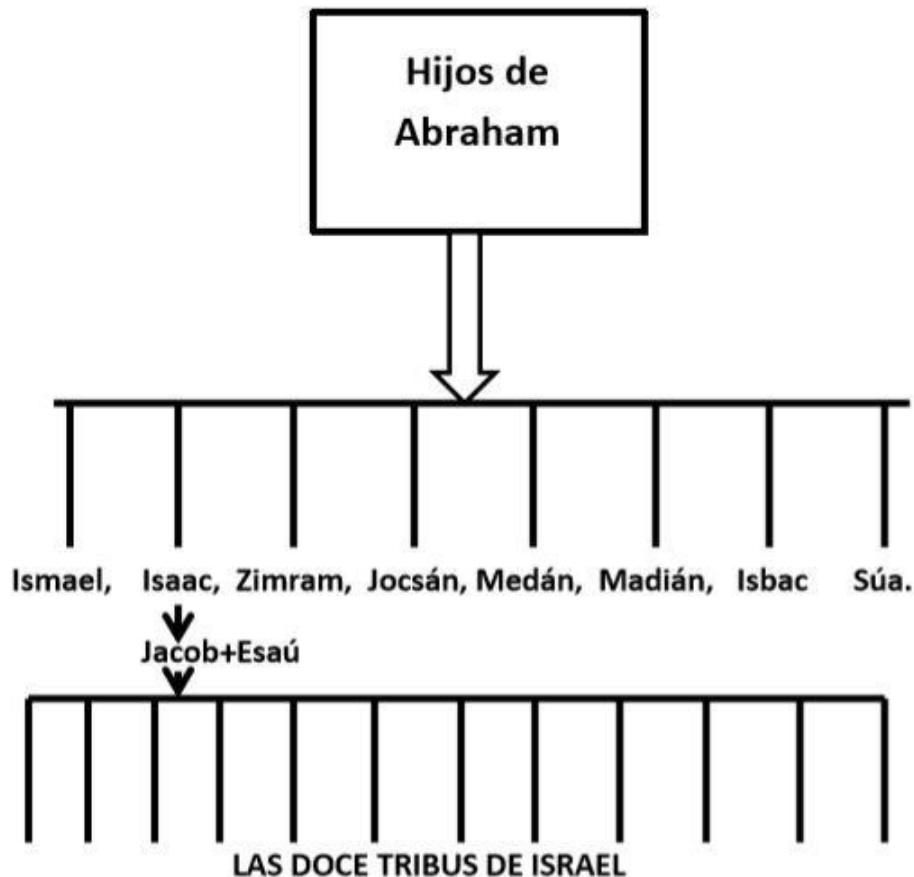 Hijos de
Abraham
Ismael, Isaac, Zimram, Jocsán, Medán, Madián, Isbac Súa.
Jacob+Esaú
LAS DOCE TRIBUS DE ISRAEL